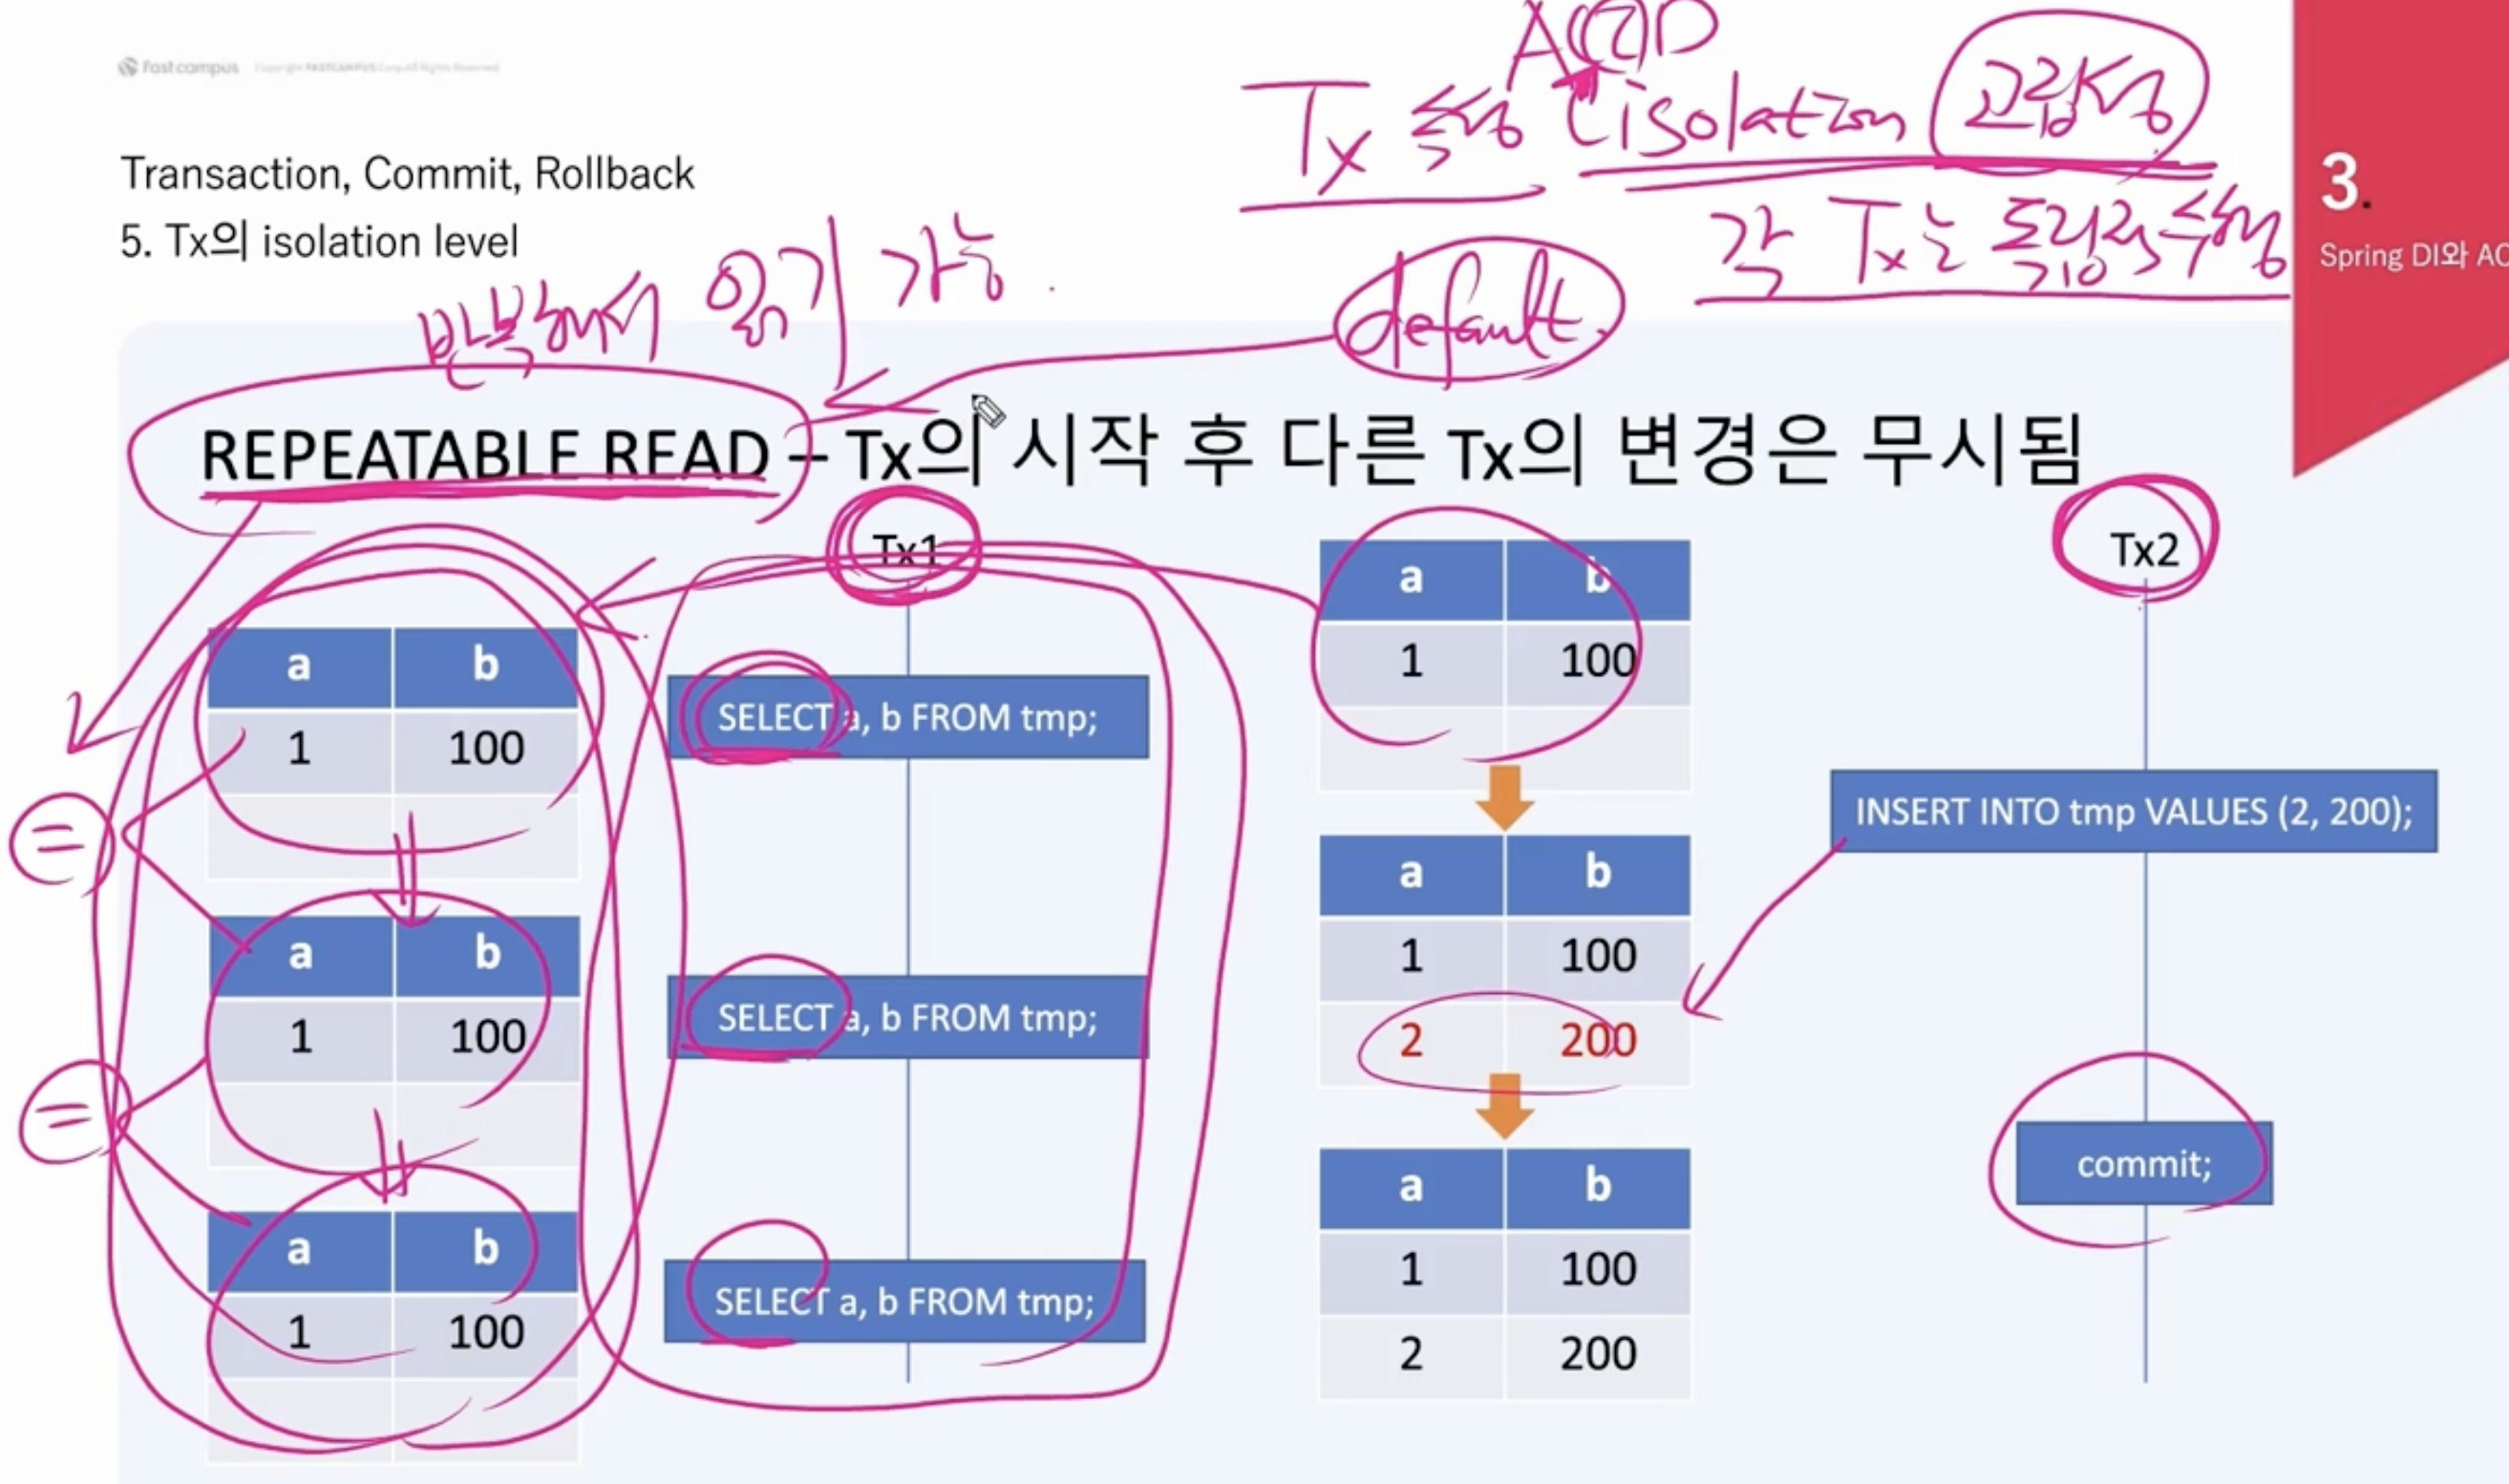 fastcampus Copyright FASTCAMPUS Corp. All Rights Reserved
ACID
Tx 특성 isolation 고립성
각 Tx는 독립적 수행
Transaction, Commit, Rollback
5. Tx의 isolation level
3.
Spring DI와 AO
반복해서 읽기 가능.
default
REPEATABLE READ – Tx의 시작 후 다른 Tx의 변경은 무시됨
Tx1
Tx2
a b
1 100
SELECT a, b FROM tmp;
a b
1 100
INSERT INTO tmp VALUES (2, 200);
=
a b
1 100
SELECT a, b FROM tmp;
a b
1 100
2 200
=
commit;
a b
1 100
SELECT a, b FROM tmp;
a b
1 100
2 200